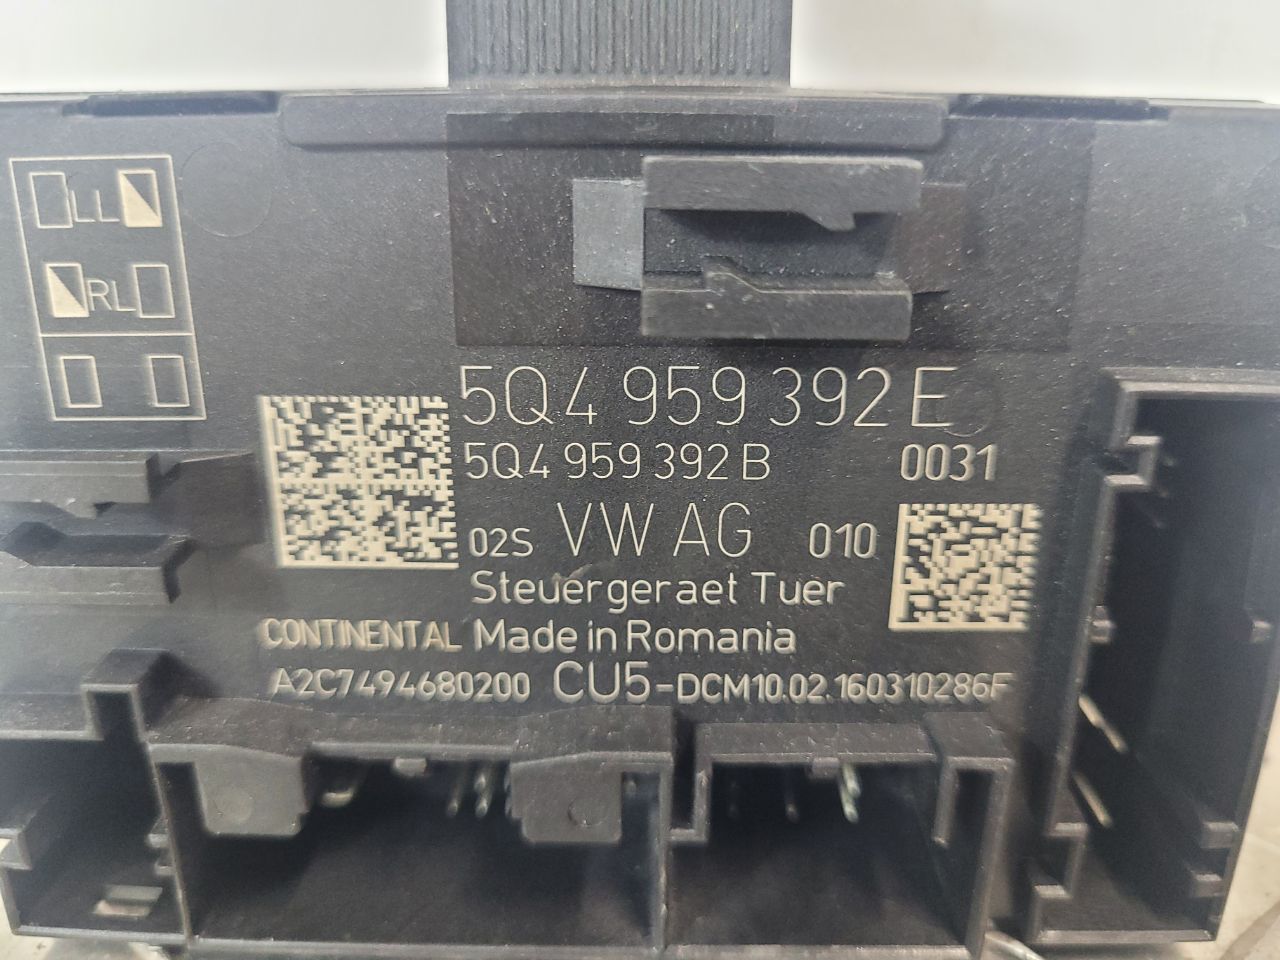 LL
RL
5Q4 959 392 E
5Q4 959 392 B 0031
02S VW AG 010
Steuergeraet Tuer
CONTINENTAL Made in Romania
A2C7494680200 CU5-DCM10.02.160310286F